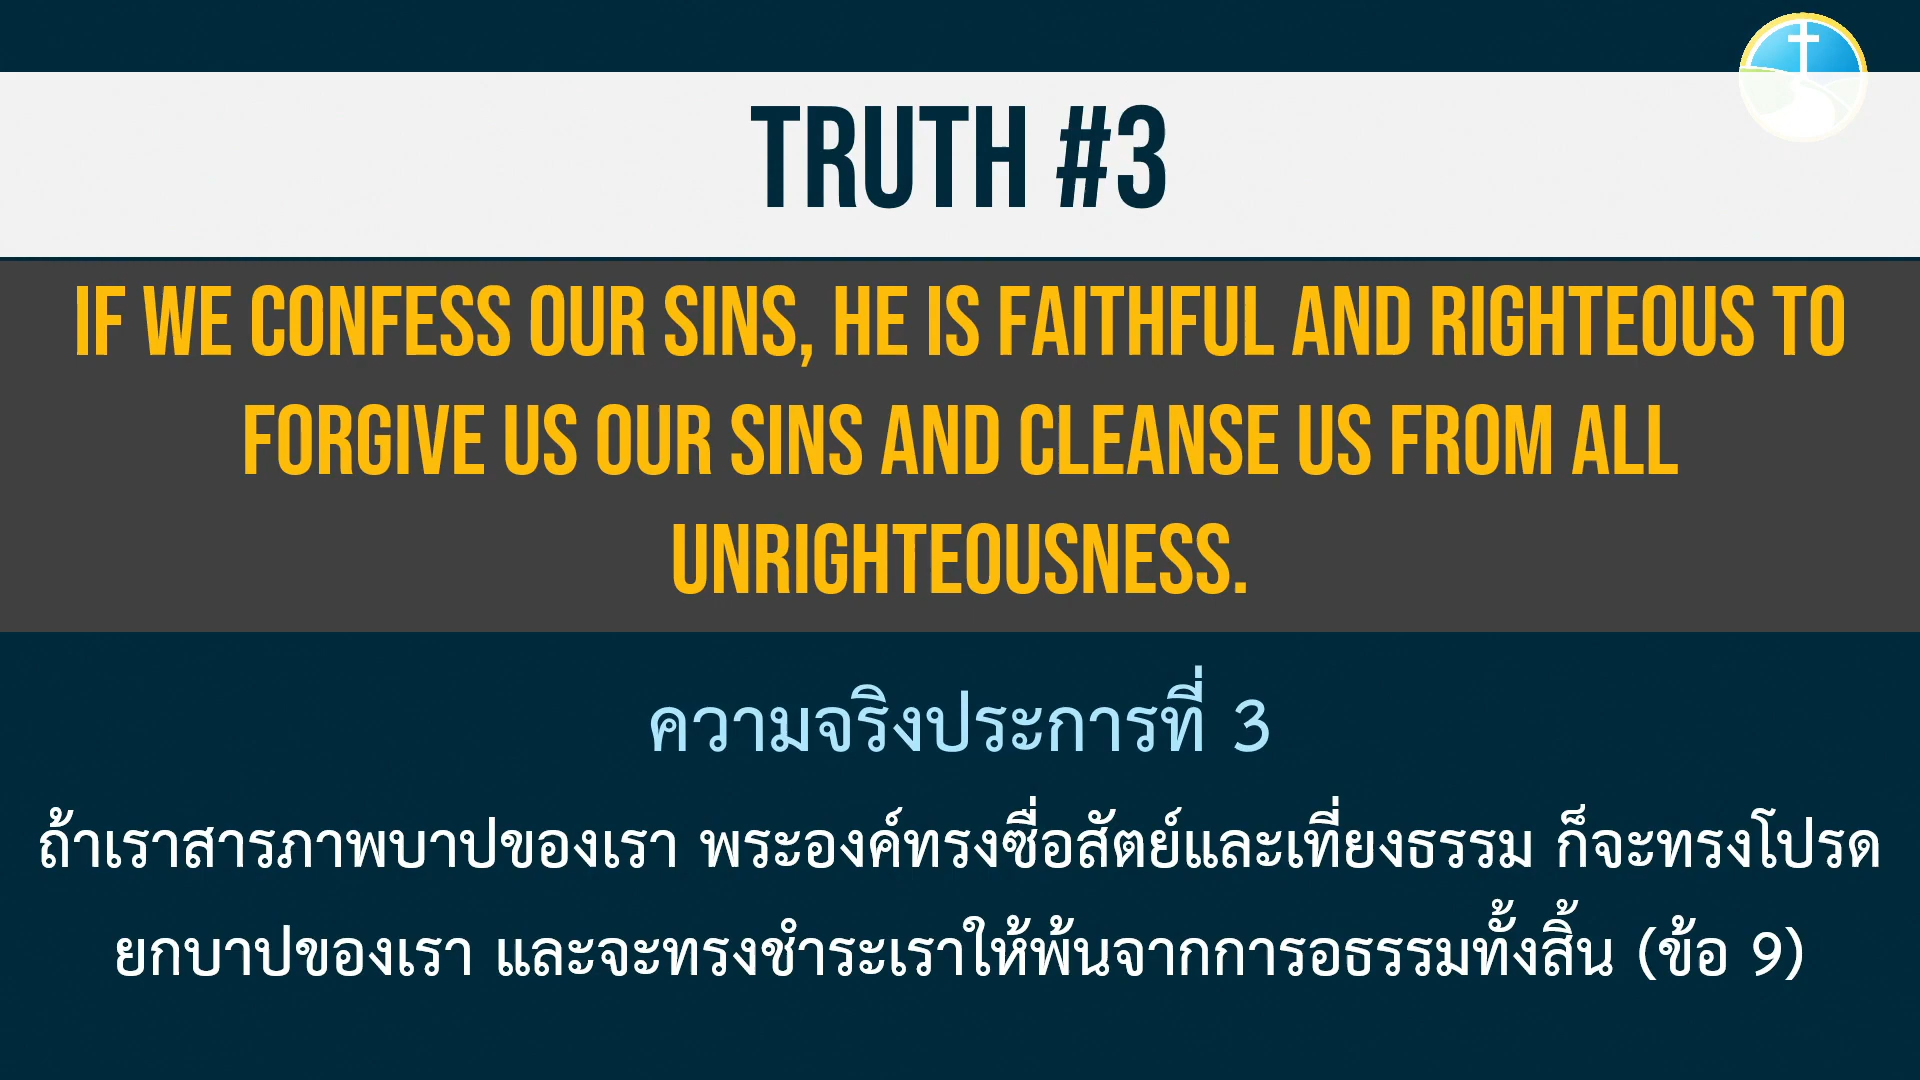 TRUTH #3
IF WE CONFESS OUR SINS, HE IS FAITHFUL AND RIGHTEOUS TO
FORGIVE US OUR SINS AND CLEANSE US FROM ALL
UNRIGHTEOUSNESS.
ความจริงประการที่ 3
ถ้าเราสารภาพบาปของเรา พระองค์ทรงซื่อสัตย์และเที่ยงธรรม ก็จะทรงโปรด
ยกบาปของเรา และจะทรงชำระเราให้พ้นจากการอธรรมทั้งสิ้น (ข้อ 9)